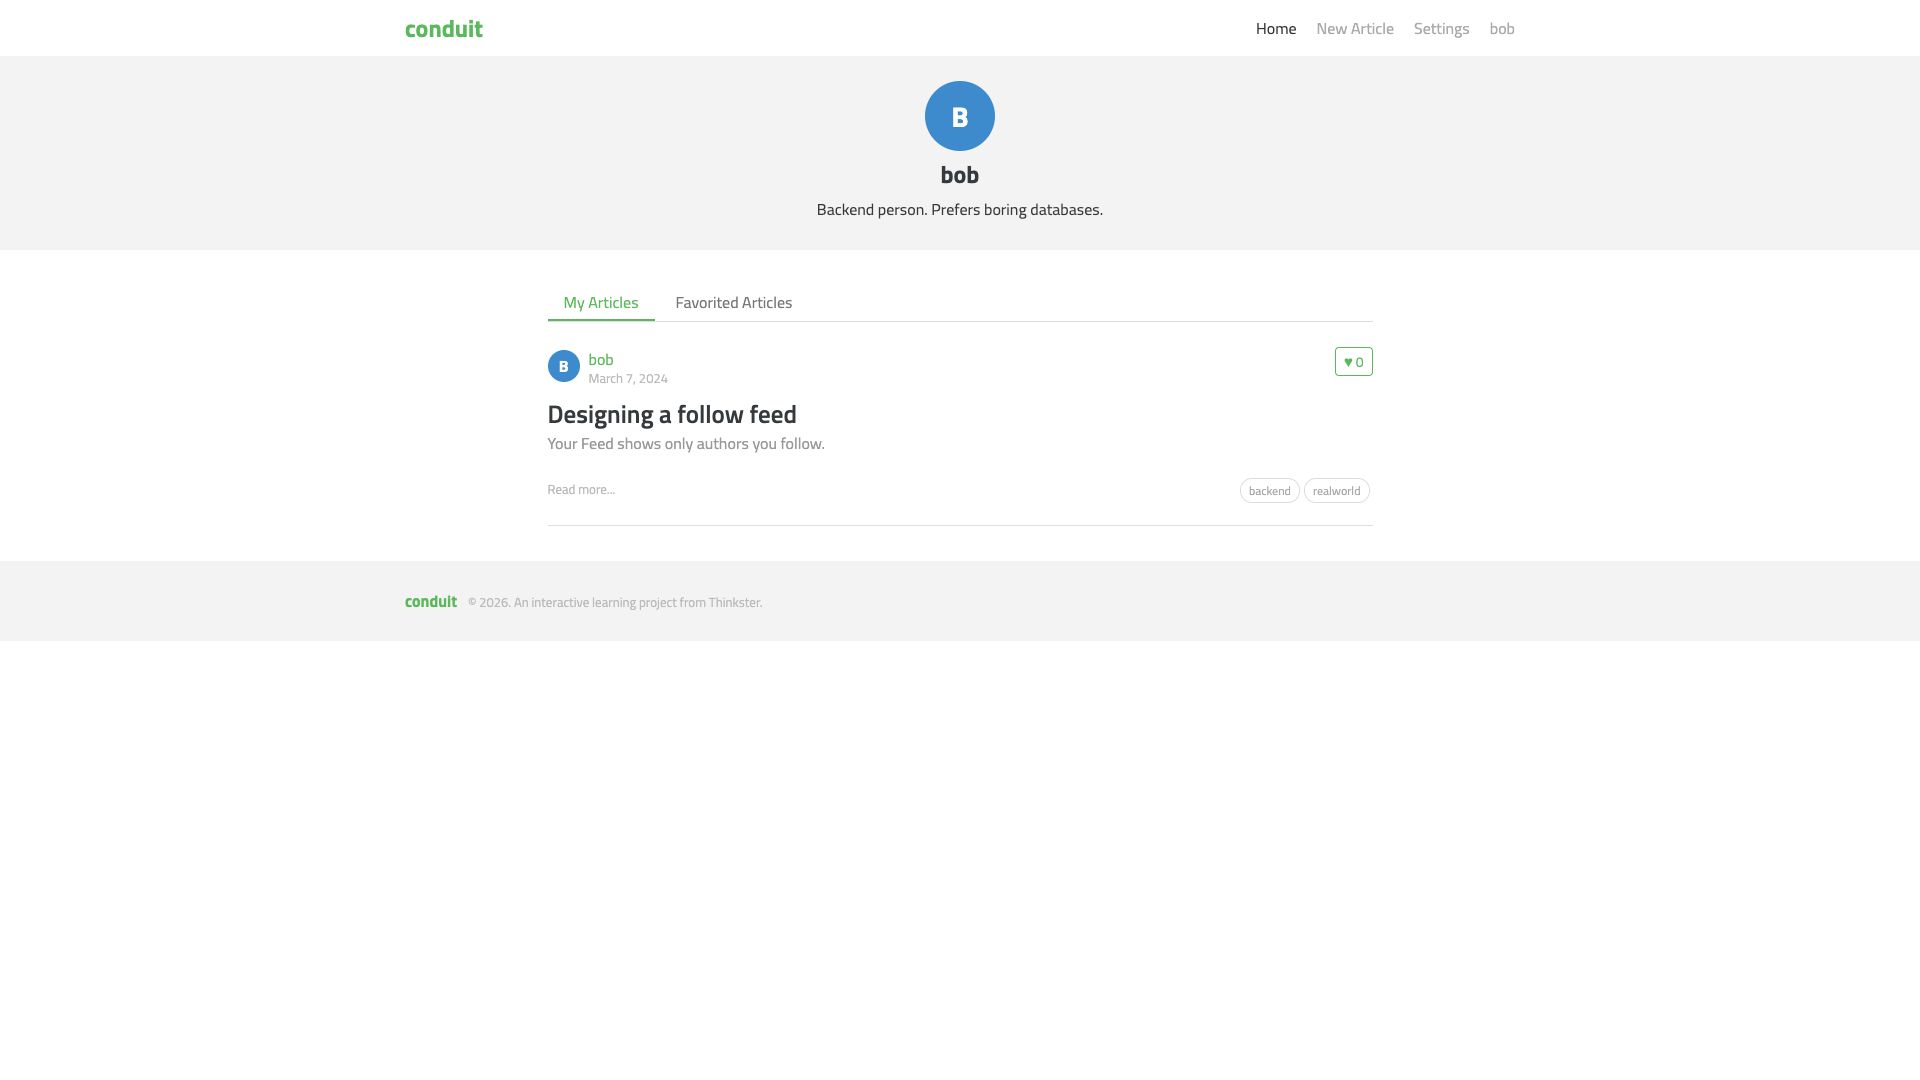 conduit
Home New Article Settings bob
B
bob
Backend person. Prefers boring databases.
My Articles Favorited Articles
B
bob
♥ 0
March 7, 2024
Designing a follow feed
Your Feed shows only authors you follow.
Read more...
backend realworld
conduit © 2026. An interactive learning project from Thinkster.